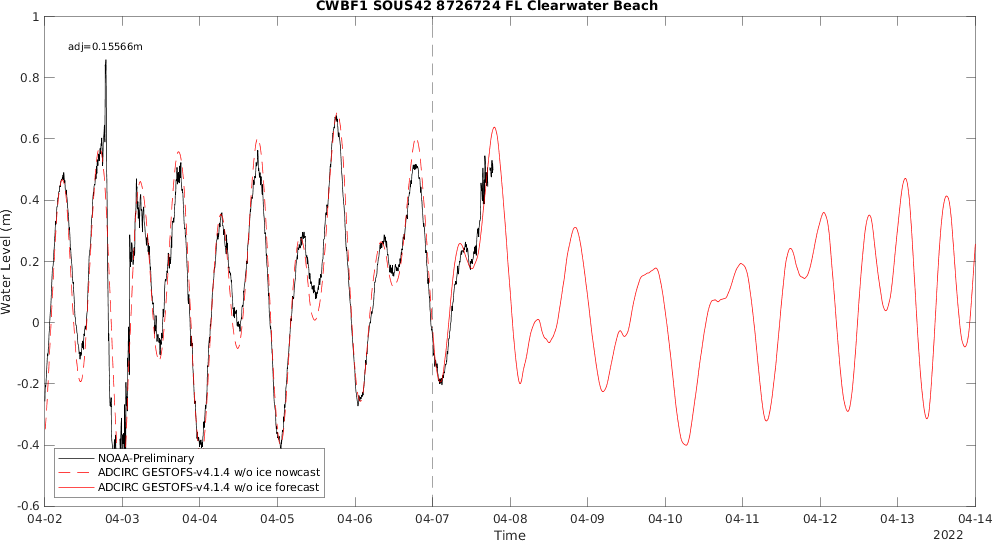 CWBF1 SOUS42 8726724 FL Clearwater Beach
adj=0.15566m
Water Level (m)
1
0.8
0.6
0.4
0.2
0
-0.2
-0.4
-0.6
NOAA-Preliminary
ADCIRC GESTOFS-v4.1.4 w/o ice nowcast
ADCIRC GESTOFS-v4.1.4 w/o ice forecast
04-02 04-03 04-04 04-05 04-06 04-07 04-08 04-09 04-10 04-11 04-12 04-13 04-14
Time
2022